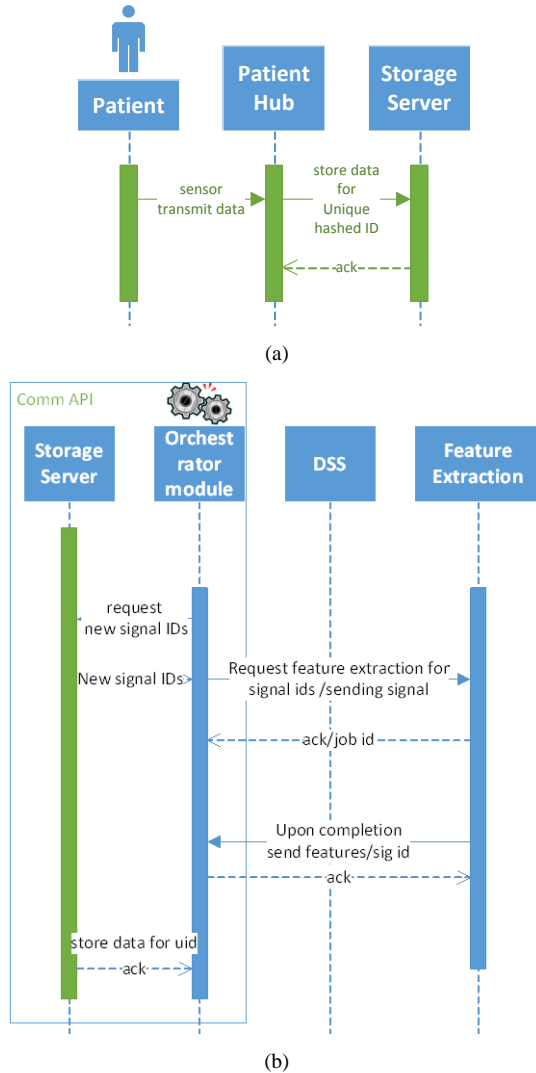 Patient
Patient
Hub
Storage
Server
sensor
transmit data
store data
for
Unique
hashed ID
ack
(a)
Comm API
Storage
Server
Orchest
rator
module
DSS
Feature
Extraction
request
new signal IDs
New signal IDs
Request feature extraction for
signal ids /sending signal
ack/job id
Upon completion
send features/sig id
ack
store data for uid
ack
(b)